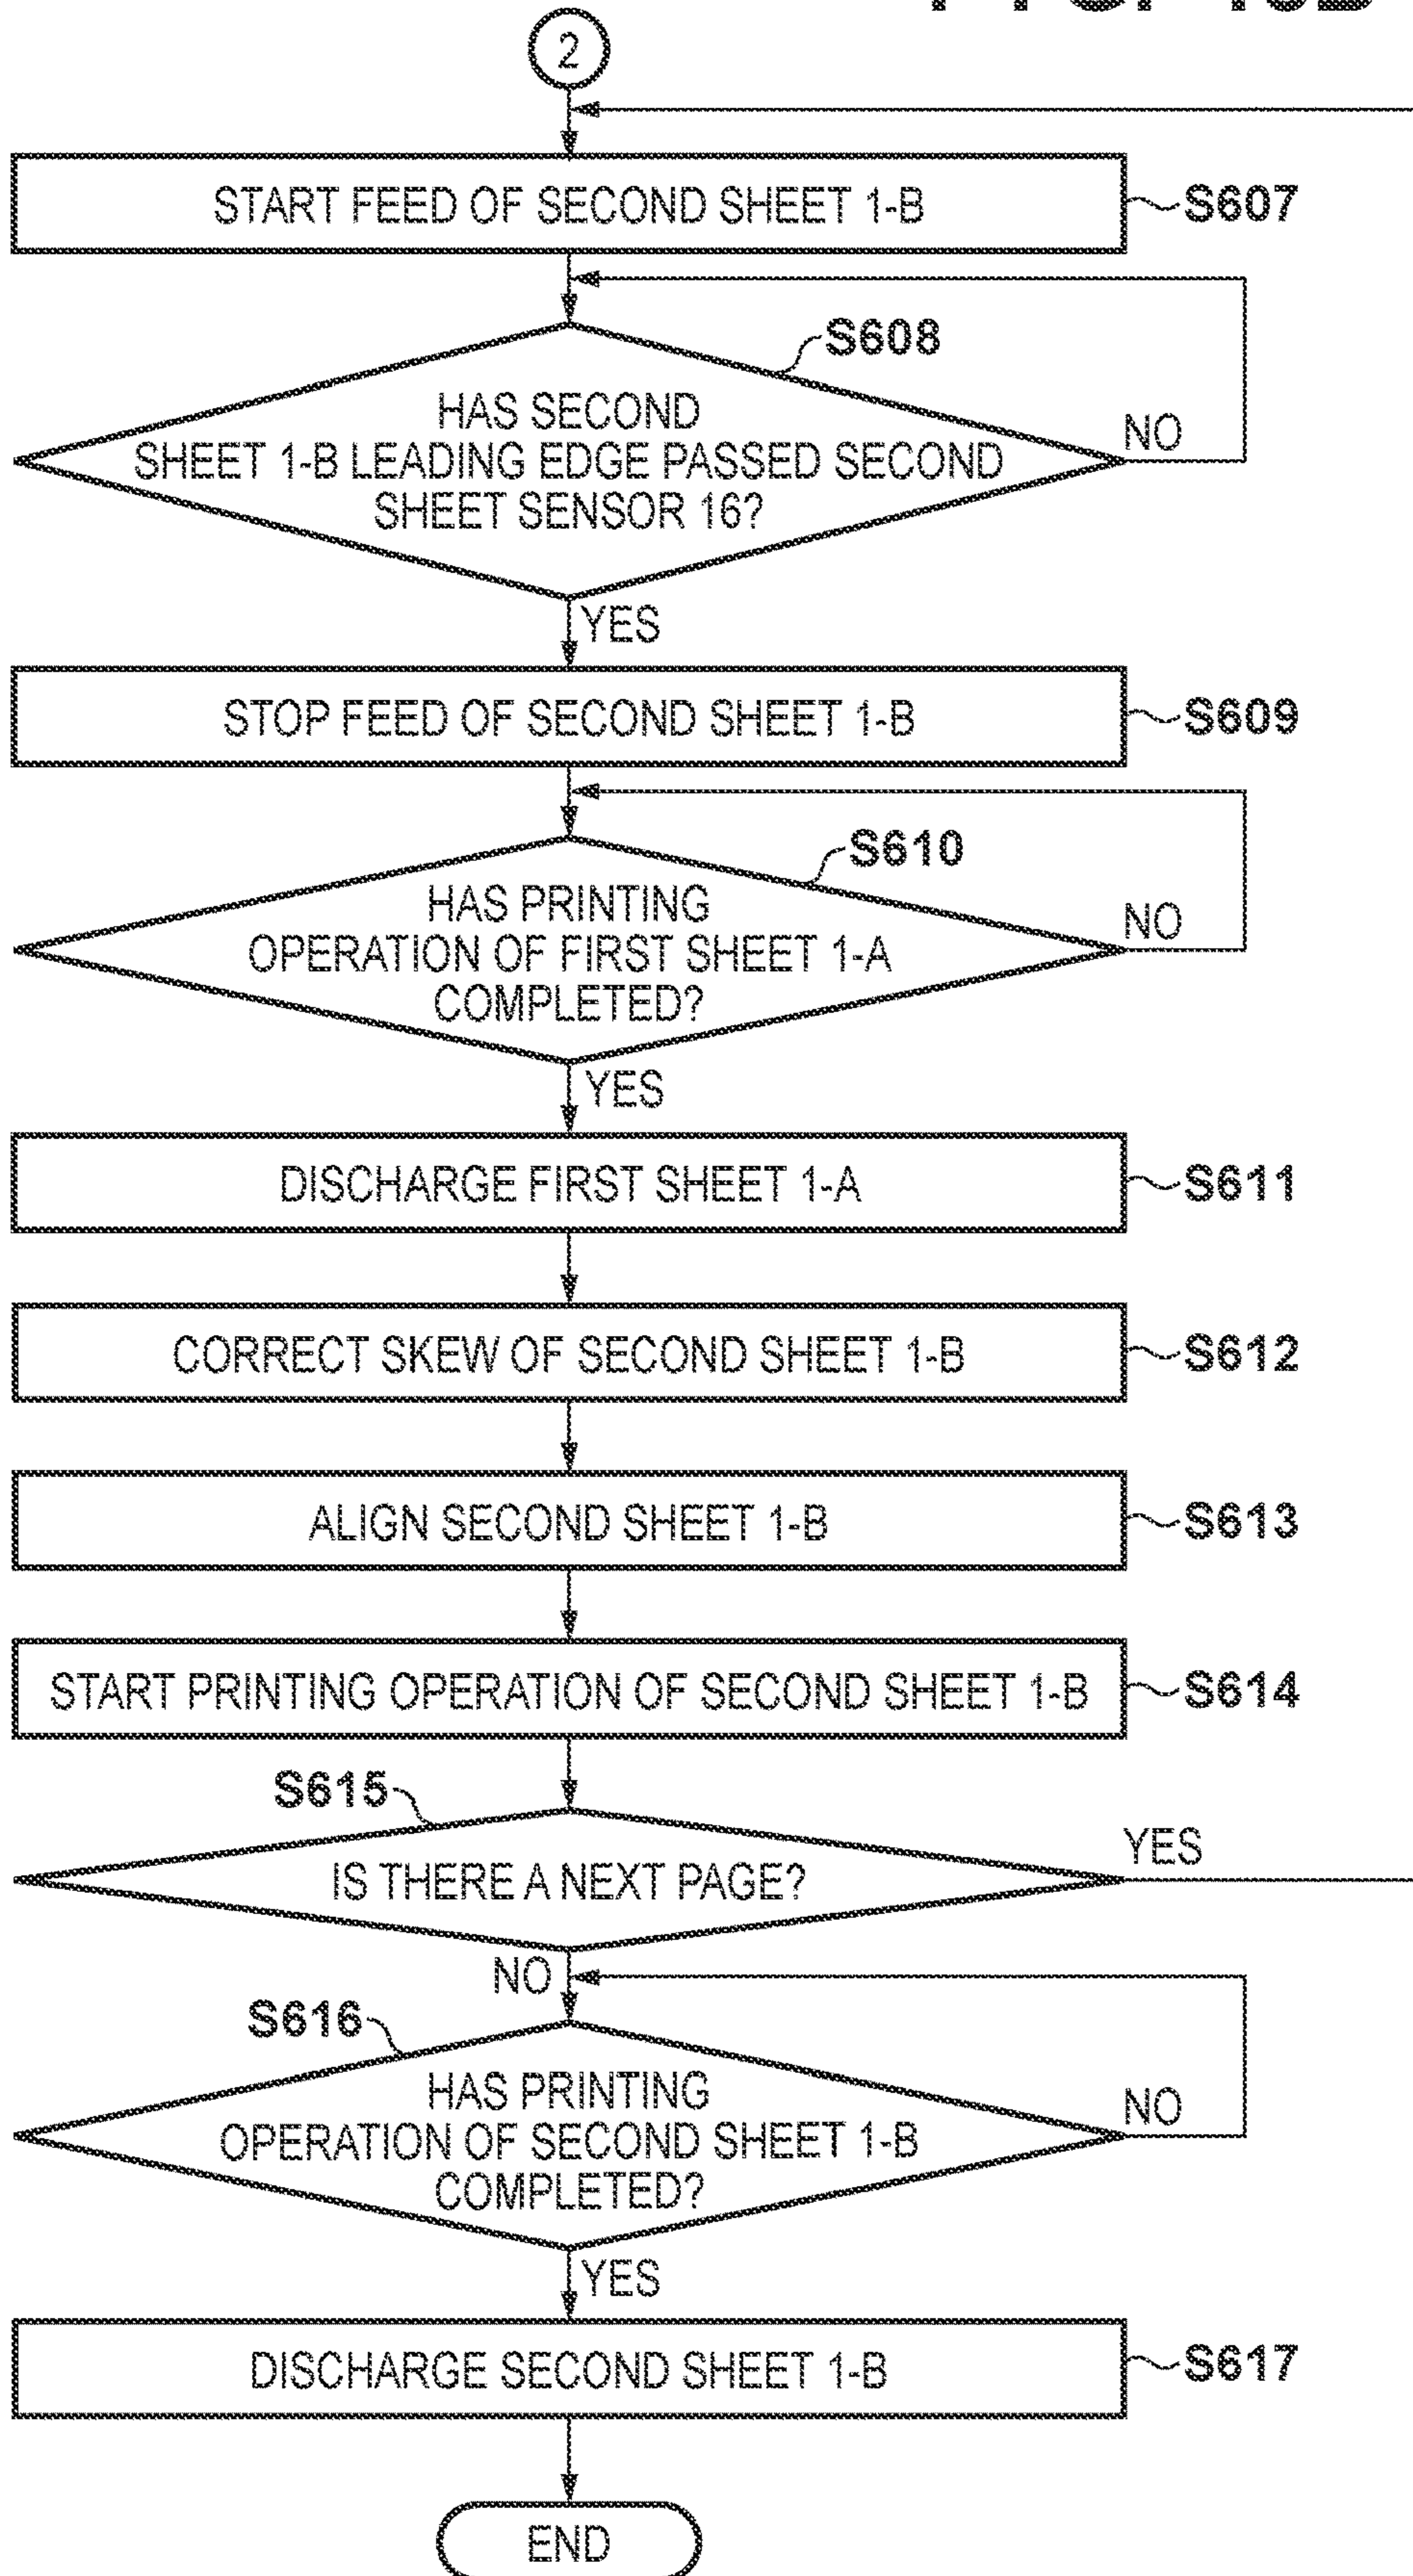 2
START FEED OF SECOND SHEET 1-B
S607
S608
HAS SECOND
SHEET 1-B LEADING EDGE PASSED SECOND
SHEET SENSOR 16?
NO
YES
STOP FEED OF SECOND SHEET 1-B
S609
S610
HAS PRINTING
OPERATION OF FIRST SHEET 1-A
COMPLETED?
NO
YES
DISCHARGE FIRST SHEET 1-A
S611
CORRECT SKEW OF SECOND SHEET 1-B
S612
ALIGN SECOND SHEET 1-B
S613
START PRINTING OPERATION OF SECOND SHEET 1-B
S614
S615
IS THERE A NEXT PAGE?
YES
NO
S616
HAS PRINTING
OPERATION OF SECOND SHEET 1-B
COMPLETED?
NO
YES
DISCHARGE SECOND SHEET 1-B
S617
END